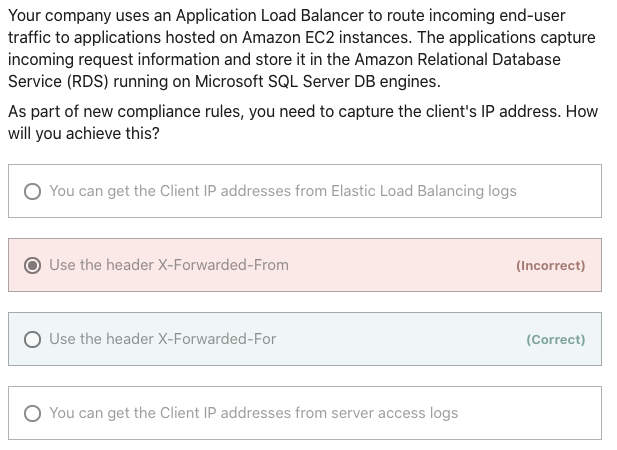 Your company uses an Application Load Balancer to route incoming end-user
traffic to applications hosted on Amazon EC2 instances. The applications capture
incoming request information and store it in the Amazon Relational Database
Service (RDS) running on Microsoft SQL Server DB engines.
As part of new compliance rules, you need to capture the client's IP address. How
will you achieve this?
You can get the Client IP addresses from Elastic Load Balancing logs
Use the header X-Forwarded-From (Incorrect)
Use the header X-Forwarded-For (Correct)
You can get the Client IP addresses from server access logs